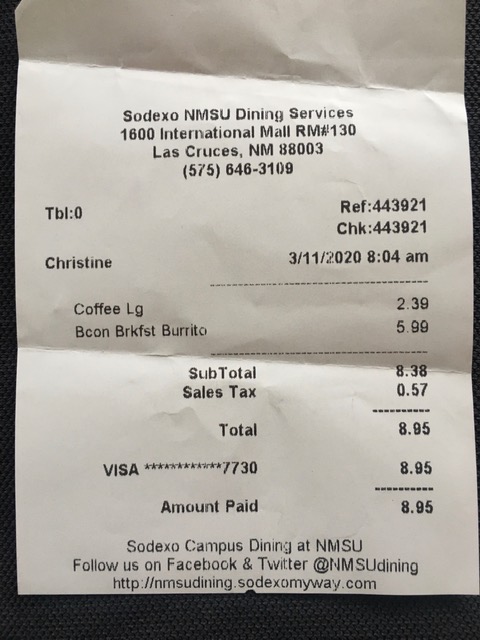 Sodexo NMSU Dining Services
1600 International Mall RM#130
Las Cruces, NM 88003
(575) 646-3109
Tbl:0 Ref:443921
Chk:443921
Christine 3/11/2020 8:04 am
Coffee Lg 2.39
Bcon Brkfst Burrito 5.99
SubTotal 8.38
Sales Tax 0.57
Total 8.95
VISA ************7730 8.95
Amount Paid 8.95
Sodexo Campus Dining at NMSU
Follow us on Facebook & Twitter @NMSUdining
http://nmsudining.sodexomyway.com